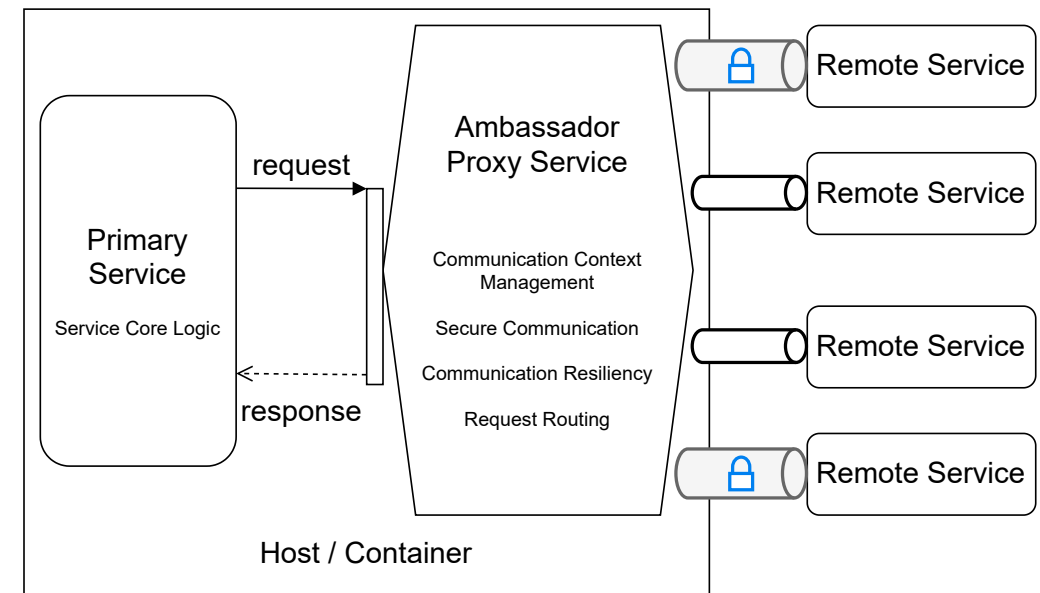 Primary
Service
Service Core Logic
request
response
Ambassador
Proxy Service
Communication Context
Management
Secure Communication
Communication Resiliency
Request Routing
Host / Container
Remote Service
Remote Service
Remote Service
Remote Service